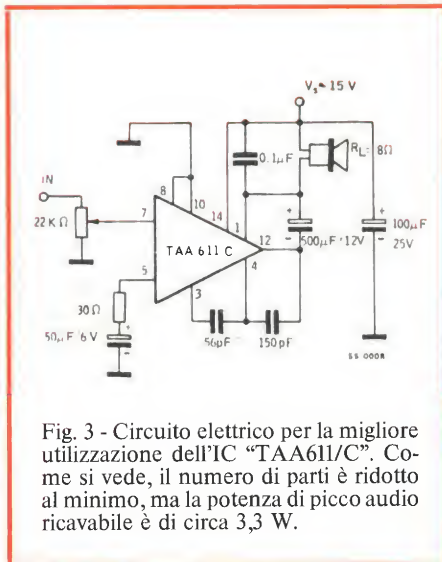 Vs = 15 V
RL= 8Ω
0.1µF
IN
8
10
14
1
22 KΩ
7
TAA 611 C
12
500µF/12V
100µF
25V
5
4
3
30Ω
50µF/6 V
56pF
150pF
Fig. 3 - Circuito elettrico per la migliore
utilizzazione dell'IC “TAA611/C”. Co-
me si vede, il numero di parti è ridotto
al minimo, ma la potenza di picco audio
ricavabile è di circa 3,3 W.